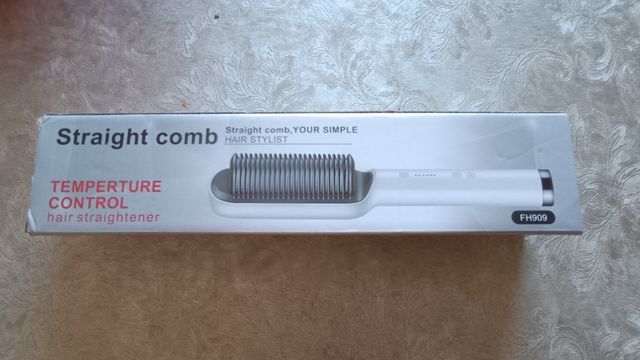 Straight comb
Straight comb,YOUR SIMPLE
HAIR STYLIST
TEMPERTURE
CONTROL
hair straightener
FH909